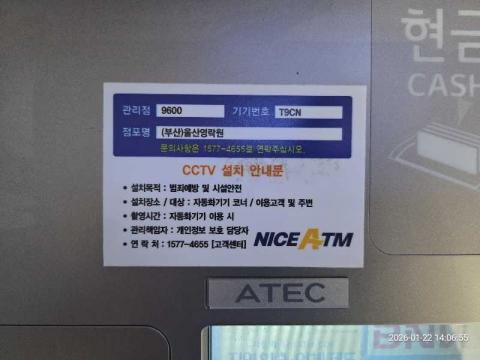 현금
CASH
관리점 9600 기기번호 T9CN
점포명 (부산)울산영락원
문의사항은 1577-4655로 연락주십시오.
CCTV 설치 안내문
• 설치목적 : 범죄예방 및 시설안전
• 설치장소 / 대상 : 자동화기기 코너 / 이용고객 및 주변
• 촬영시간 : 자동화기기 이용 시
• 관리책임자 : 개인정보 보호 담당자
• 연 락 처 : 1577-4655 [고객센터]
NICE ATM
ATEC
2026-01-22 14:06:55